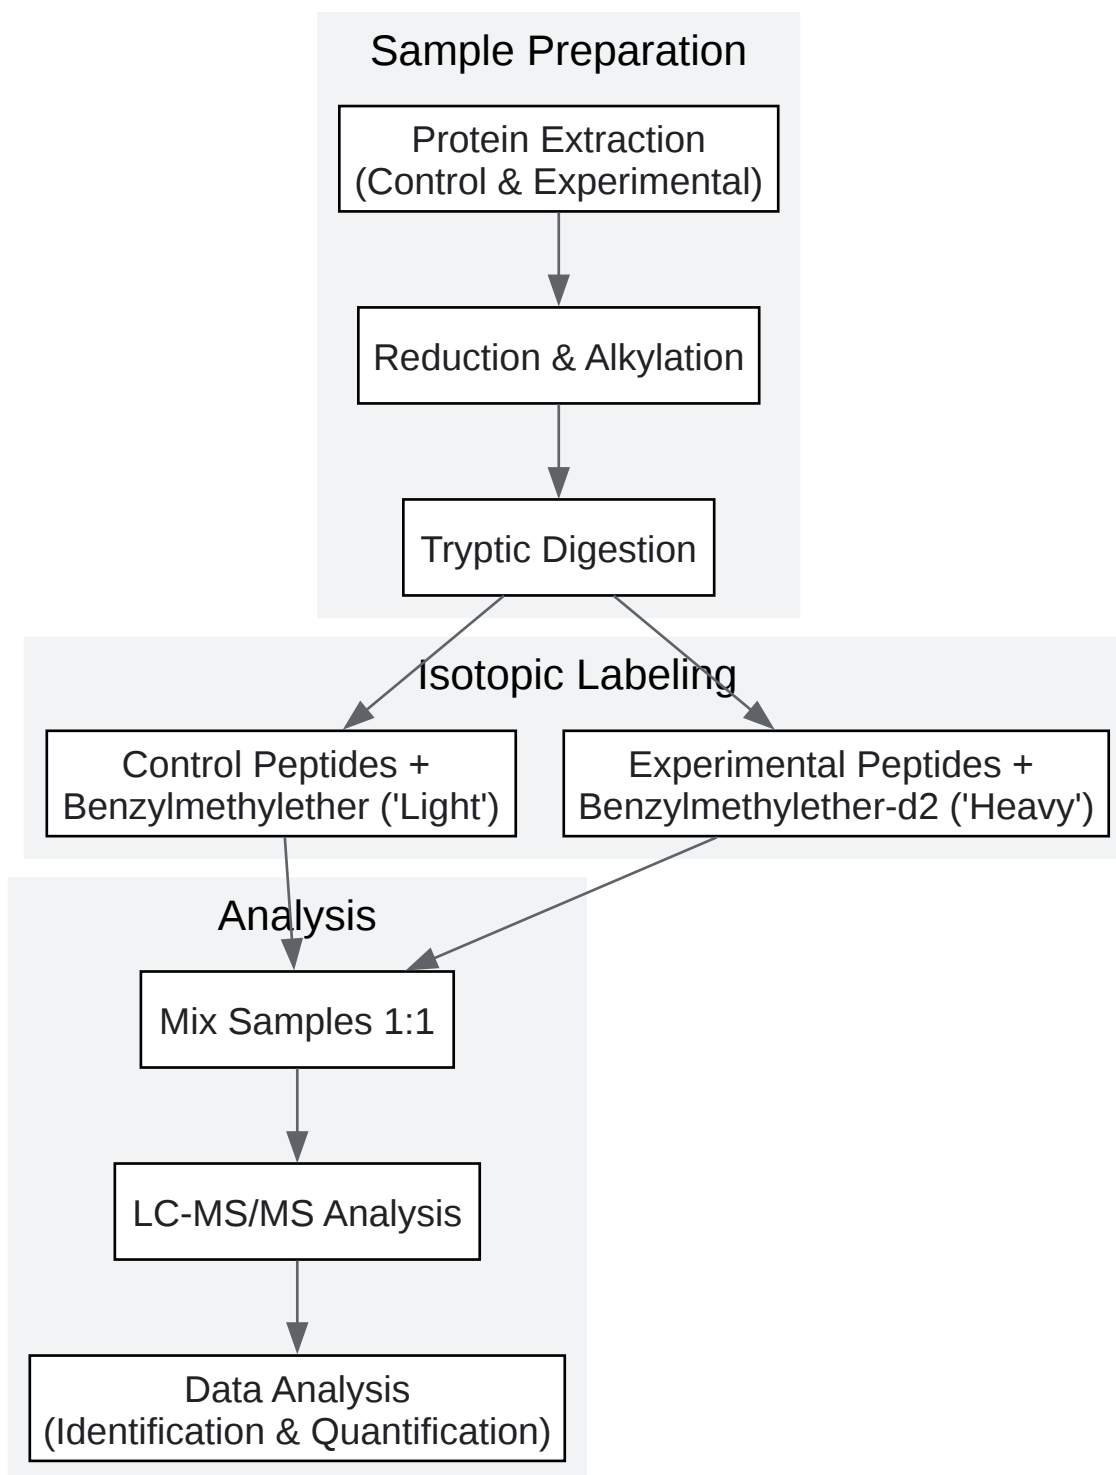 Sample Preparation
Protein Extraction
(Control & Experimental)
Reduction & Alkylation
Tryptic Digestion
Isotopic Labeling
Control Peptides +
Benzylmethylether ('Light')
Experimental Peptides +
Benzylmethylether-d2 ('Heavy')
Analysis
Mix Samples 1:1
LC-MS/MS Analysis
Data Analysis
(Identification & Quantification)